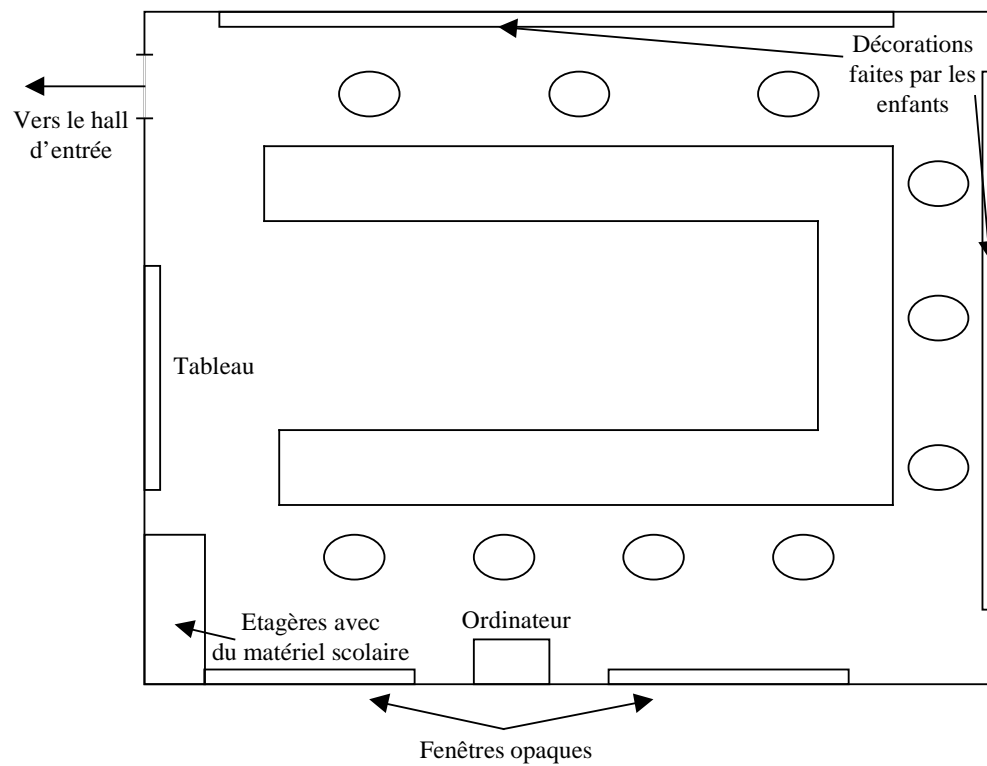 Décorations
faites par les
enfants
Vers le hall
d'entrée
Tableau
Etagères avec
du matériel scolaire
Ordinateur
Fenêtres opaques